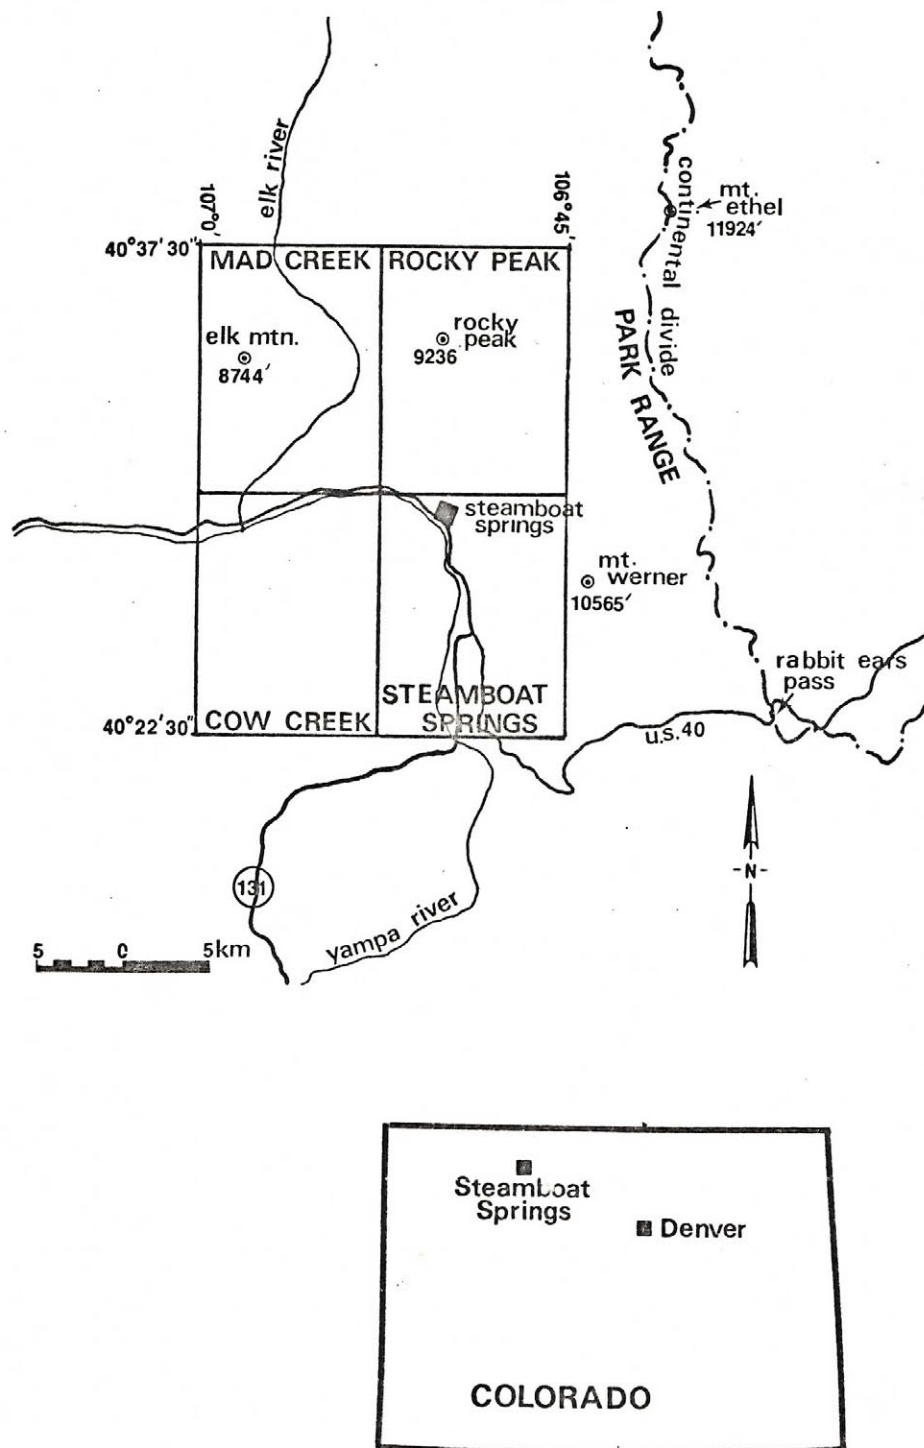 elk river
continental divide
mt.
ethel
11924′
107°0′
106°45′
40°37′30″
MAD CREEK
ROCKY PEAK
elk mtn.
8744′
rocky
peak
9236
PARK RANGE
steamboat
springs
mt.
werner
10565′
rabbit ears
pass
STEAMBOAT
SPRINGS
40°22′30″
COW CREEK
u.s.40
131
yampa river
-N-
5 0 5km
Steamboat
Springs
Denver
COLORADO